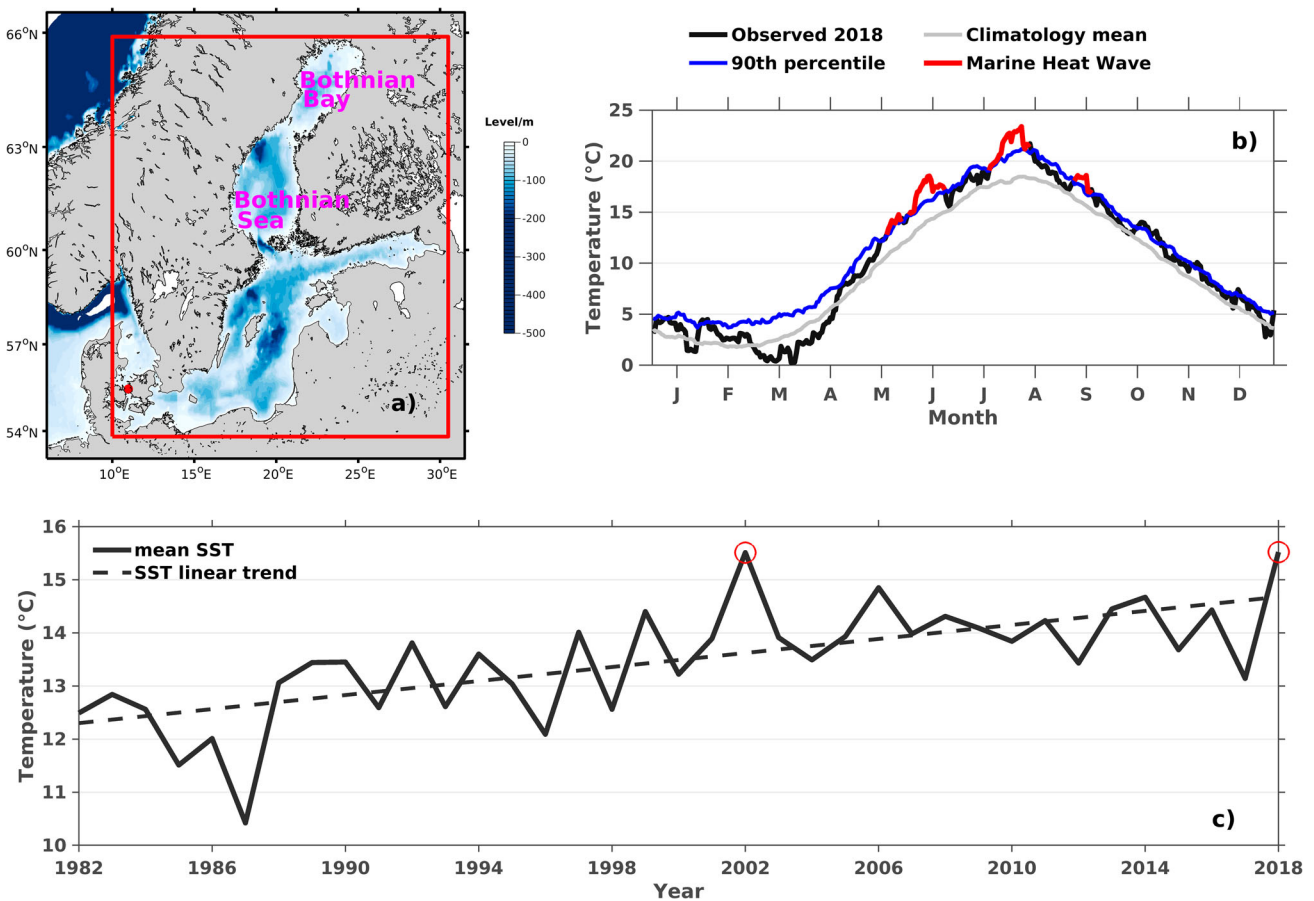 66°N
63°N
60°N
57°N
54°N
10°E
15°E
20°E
25°E
30°E
Bothnian
Bay
Bothnian
Sea
a)
Level/m
0
-100
-200
-300
-400
-500
Observed 2018
Climatology mean
90th percentile
Marine Heat Wave
25
20
15
10
5
0
Temperature (°C)
b)
J F M A M J J A S O N D
Month
16
15
14
13
12
11
10
Temperature (°C)
mean SST
SST linear trend
c)
1982 1986 1990 1994 1998 2002 2006 2010 2014 2018
Year